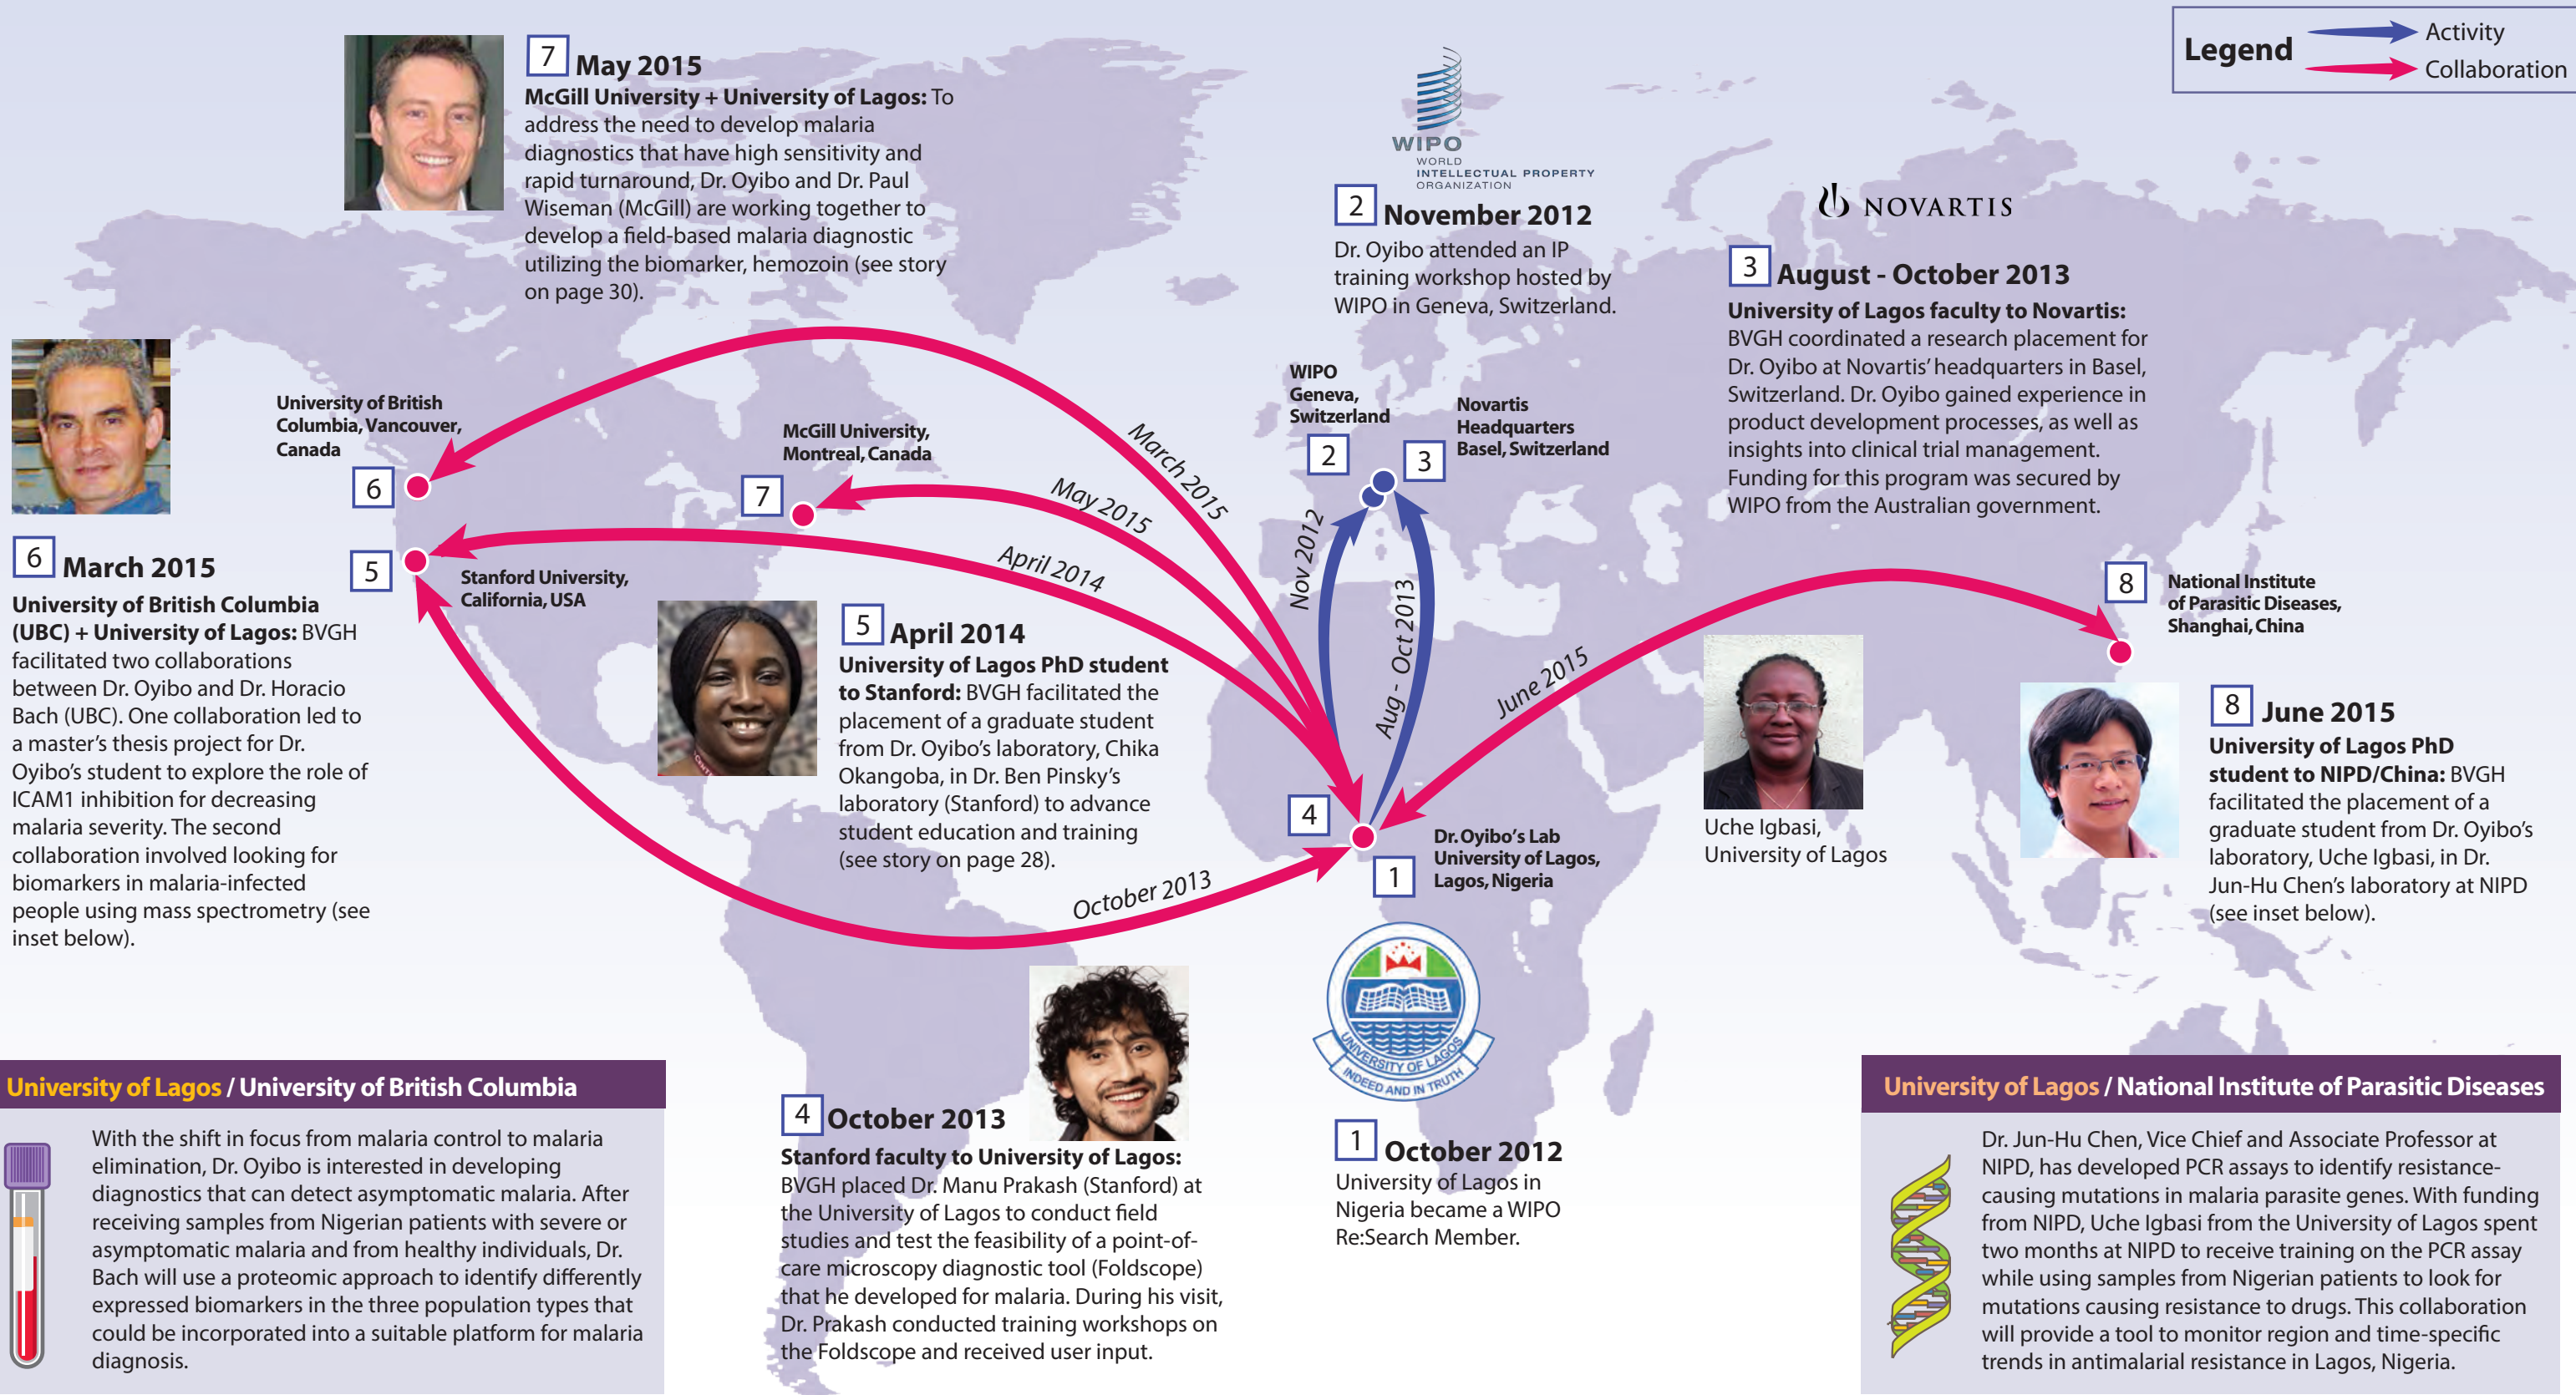 Legend
Activity
Collaboration
7 May 2015
McGill University + University of Lagos: To
address the need to develop malaria
diagnostics that have high sensitivity and
rapid turnaround, Dr. Oyibo and Dr. Paul
Wiseman (McGill) are working together to
develop a field-based malaria diagnostic
utilizing the biomarker, hemozoin (see story
on page 30).
WIPO
WORLD
INTELLECTUAL PROPERTY
ORGANIZATION
2 November 2012
Dr. Oyibo attended an IP
training workshop hosted by
WIPO in Geneva, Switzerland.
NOVARTIS
3 August - October 2013
University of Lagos faculty to Novartis:
BVGH coordinated a research placement for
Dr. Oyibo at Novartis’ headquarters in Basel,
Switzerland. Dr. Oyibo gained experience in
product development processes, as well as
insights into clinical trial management.
Funding for this program was secured by
WIPO from the Australian government.
University of British
Columbia, Vancouver,
Canada
6
McGill University,
Montreal, Canada
7
WIPO
Geneva,
Switzerland
2
Novartis
Headquarters
Basel, Switzerland
3
March 2015
May 2015
April 2014
Nov 2012
Aug - Oct 2013
June 2015
October 2013
5
Stanford University,
California, USA
8
National Institute
of Parasitic Diseases,
Shanghai, China
6 March 2015
University of British Columbia
(UBC) + University of Lagos: BVGH
facilitated two collaborations
between Dr. Oyibo and Dr. Horacio
Bach (UBC). One collaboration led to
a master’s thesis project for Dr.
Oyibo’s student to explore the role of
ICAM1 inhibition for decreasing
malaria severity. The second
collaboration involved looking for
biomarkers in malaria-infected
people using mass spectrometry (see
inset below).
5 April 2014
University of Lagos PhD student
to Stanford: BVGH facilitated the
placement of a graduate student
from Dr. Oyibo’s laboratory, Chika
Okangoba, in Dr. Ben Pinsky’s
laboratory (Stanford) to advance
student education and training
(see story on page 28).
4
1
Dr. Oyibo’s Lab
University of Lagos,
Lagos, Nigeria
Uche Igbasi,
University of Lagos
8 June 2015
University of Lagos PhD
student to NIPD/China: BVGH
facilitated the placement of a
graduate student from Dr. Oyibo’s
laboratory, Uche Igbasi, in Dr.
Jun-Hu Chen’s laboratory at NIPD
(see inset below).
UNIVERSITY OF LAGOS
INDEED AND IN TRUTH
4 October 2013
Stanford faculty to University of Lagos:
BVGH placed Dr. Manu Prakash (Stanford) at
the University of Lagos to conduct field
studies and test the feasibility of a point-of-
care microscopy diagnostic tool (Foldscope)
that he developed for malaria. During his visit,
Dr. Prakash conducted training workshops on
the Foldscope and received user input.
1 October 2012
University of Lagos in
Nigeria became a WIPO
Re:Search Member.
University of Lagos / University of British Columbia
With the shift in focus from malaria control to malaria
elimination, Dr. Oyibo is interested in developing
diagnostics that can detect asymptomatic malaria. After
receiving samples from Nigerian patients with severe or
asymptomatic malaria and from healthy individuals, Dr.
Bach will use a proteomic approach to identify differently
expressed biomarkers in the three population types that
could be incorporated into a suitable platform for malaria
diagnosis.
University of Lagos / National Institute of Parasitic Diseases
Dr. Jun-Hu Chen, Vice Chief and Associate Professor at
NIPD, has developed PCR assays to identify resistance-
causing mutations in malaria parasite genes. With funding
from NIPD, Uche Igbasi from the University of Lagos spent
two months at NIPD to receive training on the PCR assay
while using samples from Nigerian patients to look for
mutations causing resistance to drugs. This collaboration
will provide a tool to monitor region and time-specific
trends in antimalarial resistance in Lagos, Nigeria.